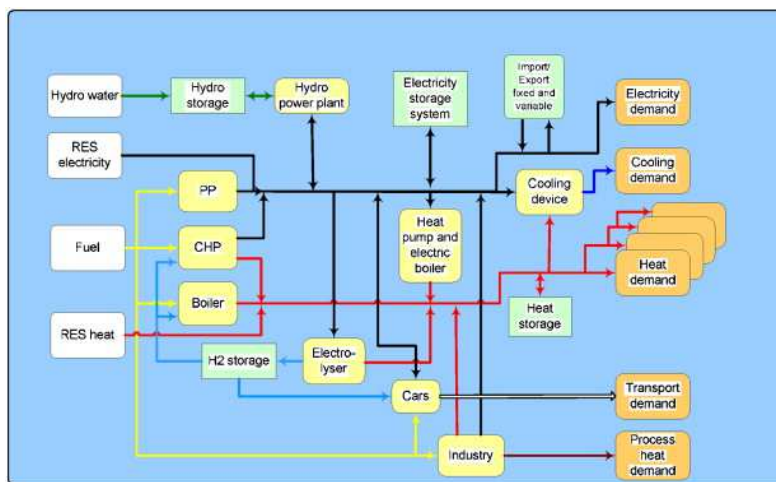 Hydro water
Hydro
storage
Hydro
power plant
Electricity
storage
system
Import/
Export
fixed and
variable
Electricity
demand
RES
electricity
PP
Cooling
device
Cooling
demand
Fuel
CHP
Heat
pump and
electric
boiler
Heat
demand
Boiler
RES heat
Heat
storage
H2 storage
Electro-
lyser
Cars
Transport
demand
Industry
Process
heat
demand